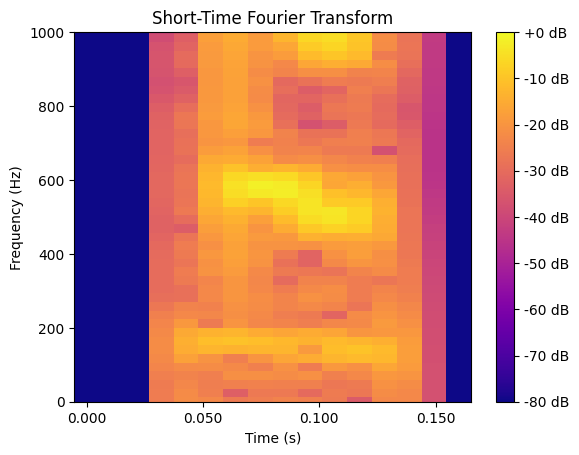 Short-Time Fourier Transform
1000
800
600
400
200
0
Frequency (Hz)
0.000
0.050
0.100
0.150
Time (s)
+0 dB
-10 dB
-20 dB
-30 dB
-40 dB
-50 dB
-60 dB
-70 dB
-80 dB